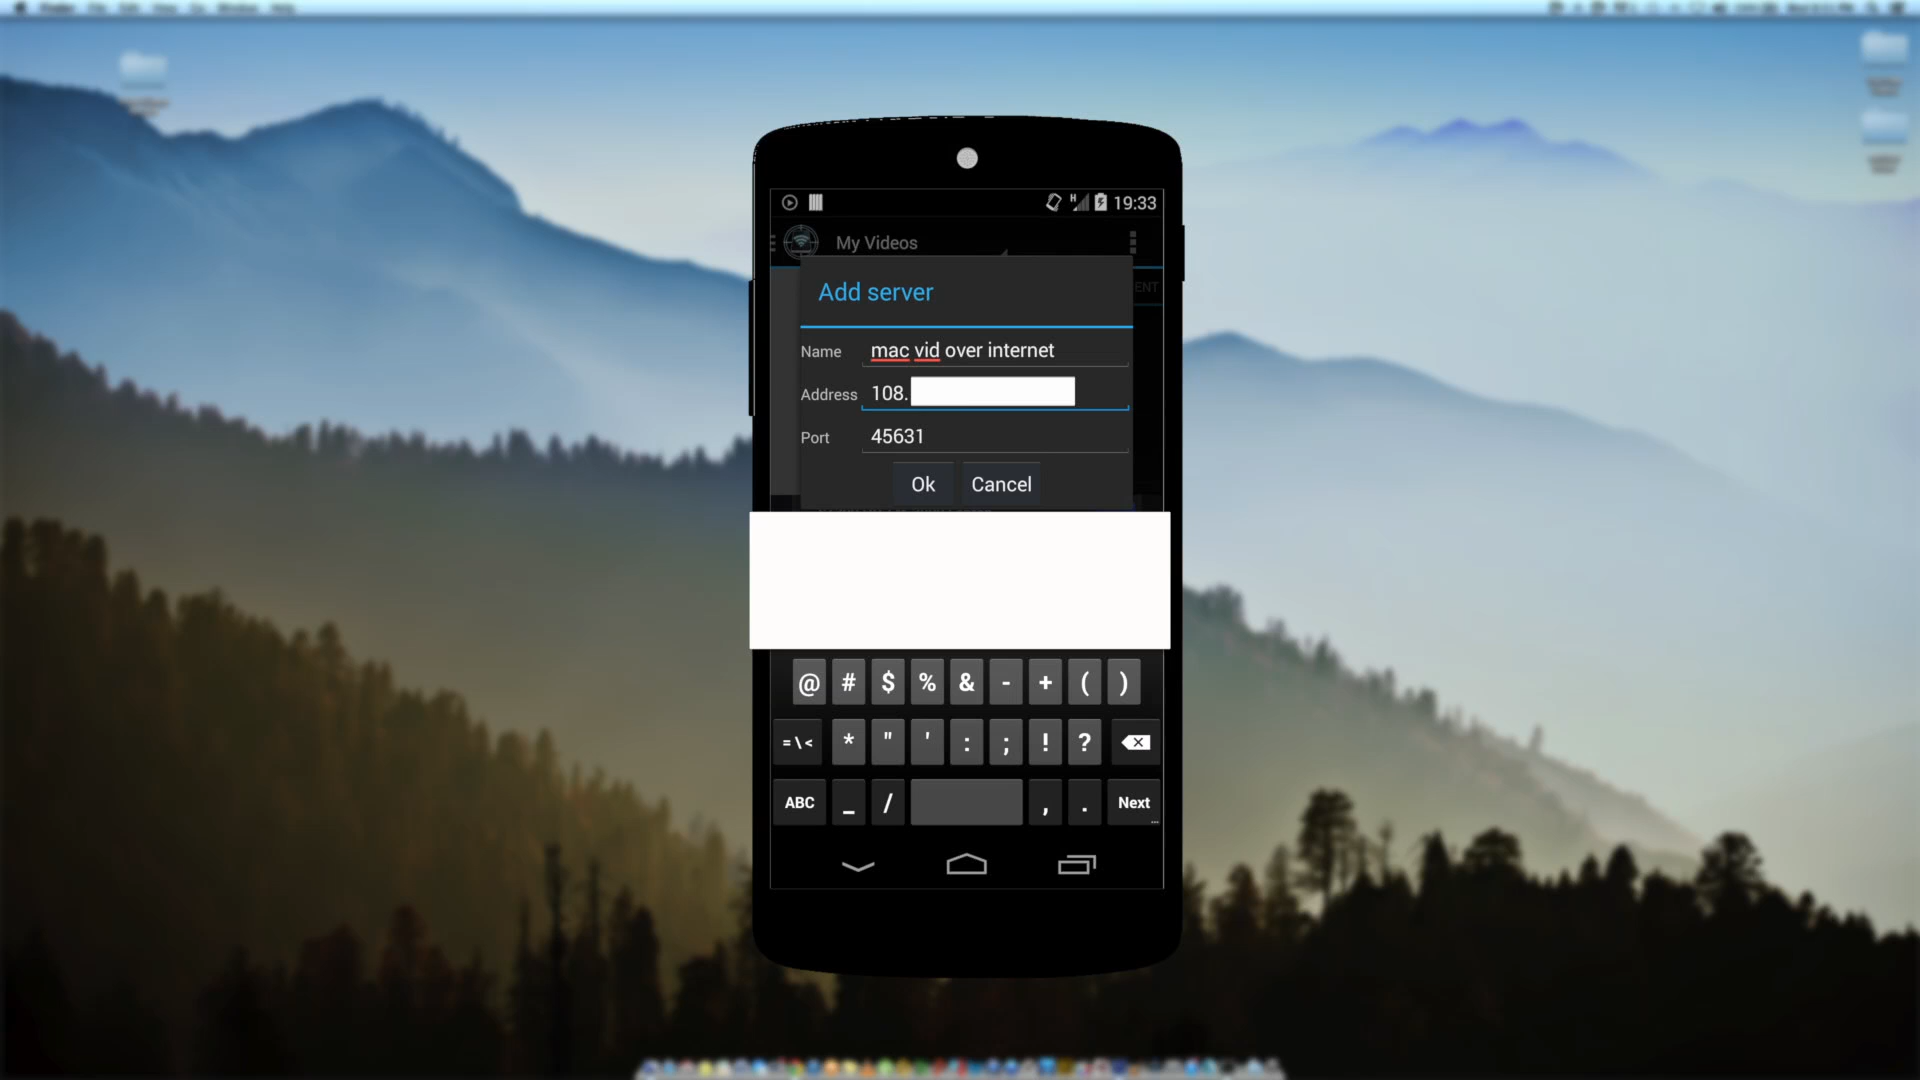 19:33
My Videos
ENT
Add server
Name mac vid over internet
Address 108.
Port 45631
Ok Cancel
@ # $ % & - + ( )
=\< * " ' : ; ! ?
ABC _ / , . Next